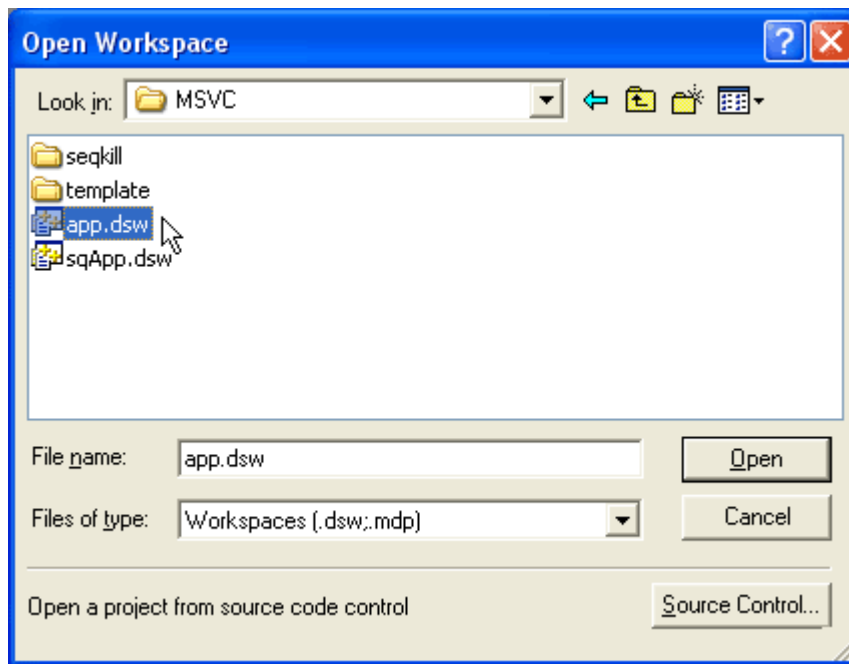 Open Workspace
Look in: MSVC
seqkill
template
app.dsw
sqApp.dsw
File name: app.dsw Open
Files of type: Workspaces (.dsw;.mdp) Cancel
Open a project from source code control Source Control...